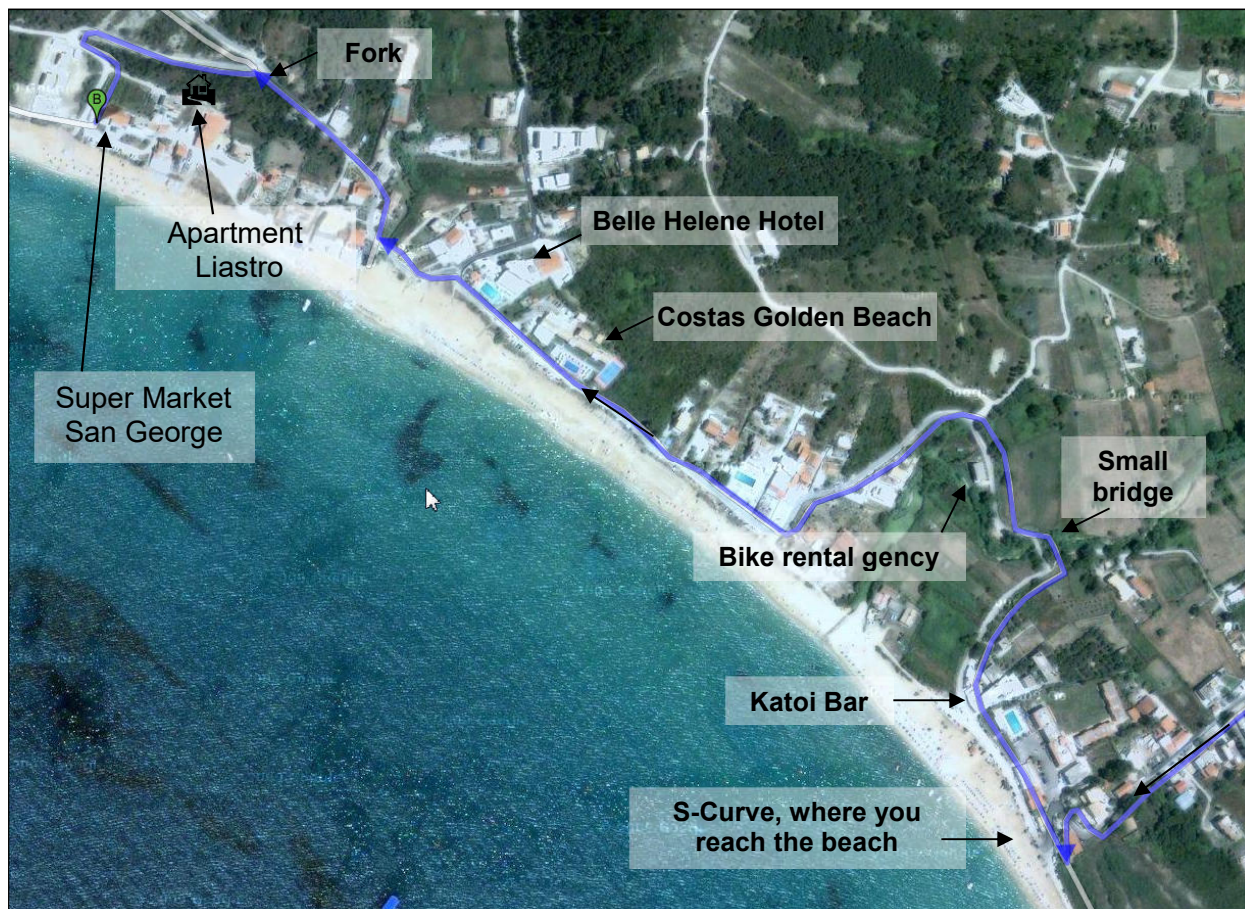 Fork
B
Apartment
Liastro
Belle Helene Hotel
Costas Golden Beach
Super Market
San George
Small
bridge
Bike rental gency
Katoi Bar
S-Curve, where you
reach the beach